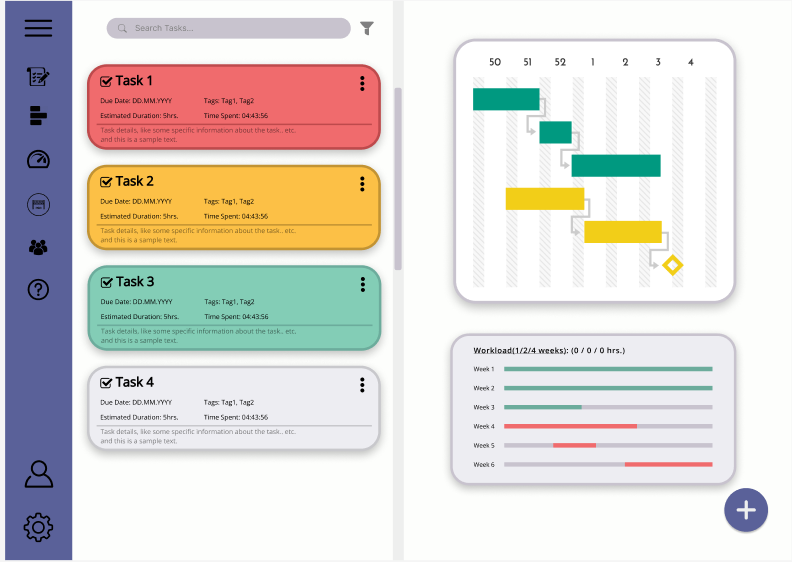 Search Tasks...
Task 1
Due Date: DD.MM.YYYY Tags: Tag1, Tag2
Estimated Duration: 5hrs. Time Spent: 04:43:56
Task details, like some specific information about the task.. etc.
and this is a sample text.
Task 2
Due Date: DD.MM.YYYY Tags: Tag1, Tag2
Estimated Duration: 5hrs. Time Spent: 04:43:56
Task details, like some specific information about the task.. etc.
and this is a sample text.
Task 3
Due Date: DD.MM.YYYY Tags: Tag1, Tag2
Estimated Duration: 5hrs. Time Spent: 04:43:56
Task details, like some specific information about the task.. etc.
and this is a sample text.
Task 4
Due Date: DD.MM.YYYY Tags: Tag1, Tag2
Estimated Duration: 5hrs. Time Spent: 04:43:56
Task details, like some specific information about the task.. etc.
and this is a sample text.
50 51 52 1 2 3 4
Workload(1/2/4 weeks): (0 / 0 / 0 hrs.)
Week 1
Week 2
Week 3
Week 4
Week 5
Week 6